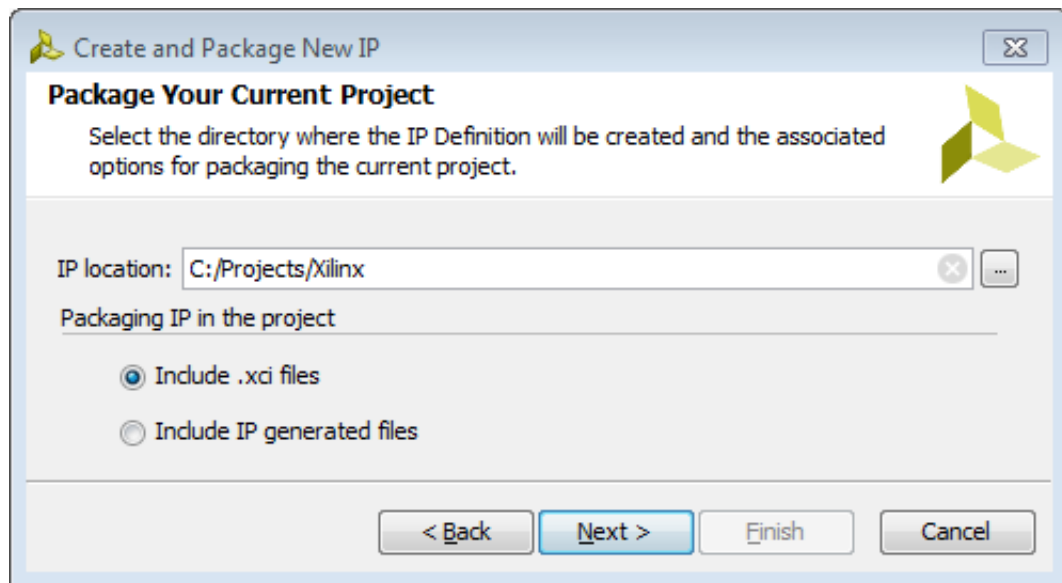 Create and Package New IP
Package Your Current Project
Select the directory where the IP Definition will be created and the associated
options for packaging the current project.
IP location: C:/Projects/Xilinx ...
Packaging IP in the project
Include .xci files
Include IP generated files
< Back Next > Finish Cancel